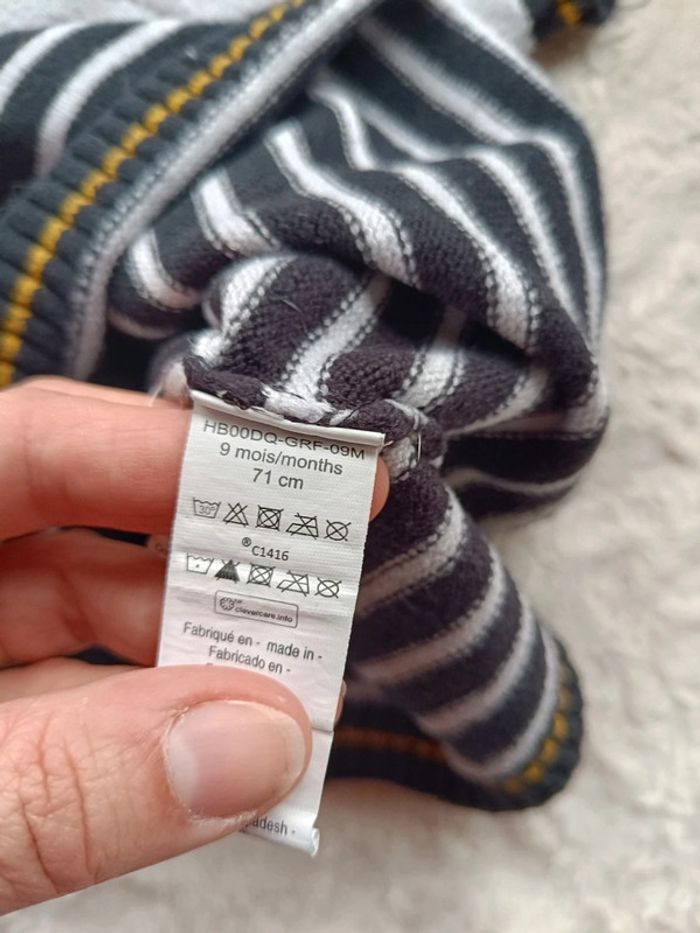 HB00DQ-GRF-09M
9 mois/months
71 cm
30°
® C1416
clevercare.info
Fabriqué en - made in -
Fabricado en -
adesh -